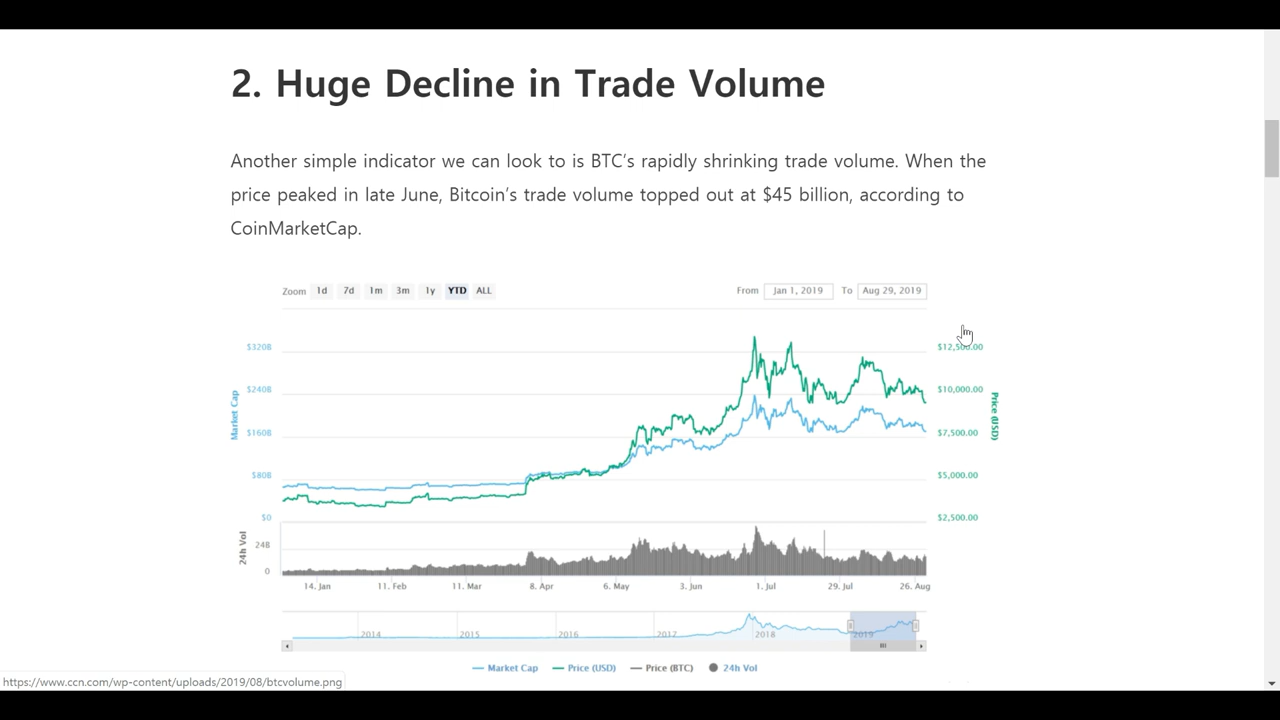 2. Huge Decline in Trade Volume
Another simple indicator we can look to is BTC’s rapidly shrinking trade volume. When the
price peaked in late June, Bitcoin’s trade volume topped out at $45 billion, according to
CoinMarketCap.
Zoom 1d 7d 1m 3m 1y YTD ALL From Jan 1, 2019 To Aug 29, 2019
$320B $12,500.00
$240B $10,000.00
Market Cap Price (USD)
$160B $7,500.00
$80B $5,000.00
$0 $2,500.00
24h Vol
24B
0
14. Jan 11. Feb 11. Mar 8. Apr 6. May 3. Jun 1. Jul 29. Jul 26. Aug
2014 2015 2016 2017 2018 2019
Market Cap Price (USD) Price (BTC) 24h Vol
https://www.ccn.com/wp-content/uploads/2019/08/btcvolume.png